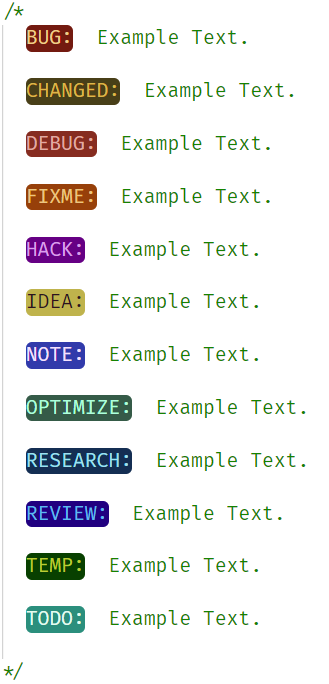 /*
BUG: Example Text.
CHANGED: Example Text.
DEBUG: Example Text.
FIXME: Example Text.
HACK: Example Text.
IDEA: Example Text.
NOTE: Example Text.
OPTIMIZE: Example Text.
RESEARCH: Example Text.
REVIEW: Example Text.
TEMP: Example Text.
TODO: Example Text.
*/